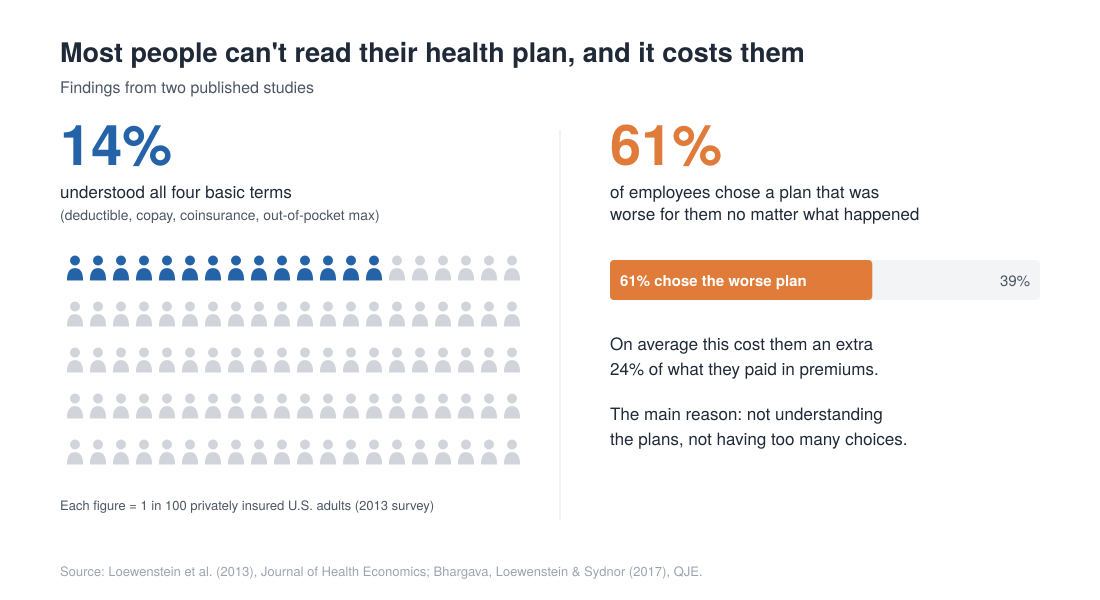 Most people can't read their health plan, and it costs them
Findings from two published studies
14%
understood all four basic terms
(deductible, copay, coinsurance, out-of-pocket max)
Each figure = 1 in 100 privately insured U.S. adults (2013 survey)
61%
of employees chose a plan that was
worse for them no matter what happened
61% chose the worse plan
39%
On average this cost them an extra
24% of what they paid in premiums.
The main reason: not understanding
the plans, not having too many choices.
Source: Loewenstein et al. (2013), Journal of Health Economics; Bhargava, Loewenstein & Sydnor (2017), QJE.